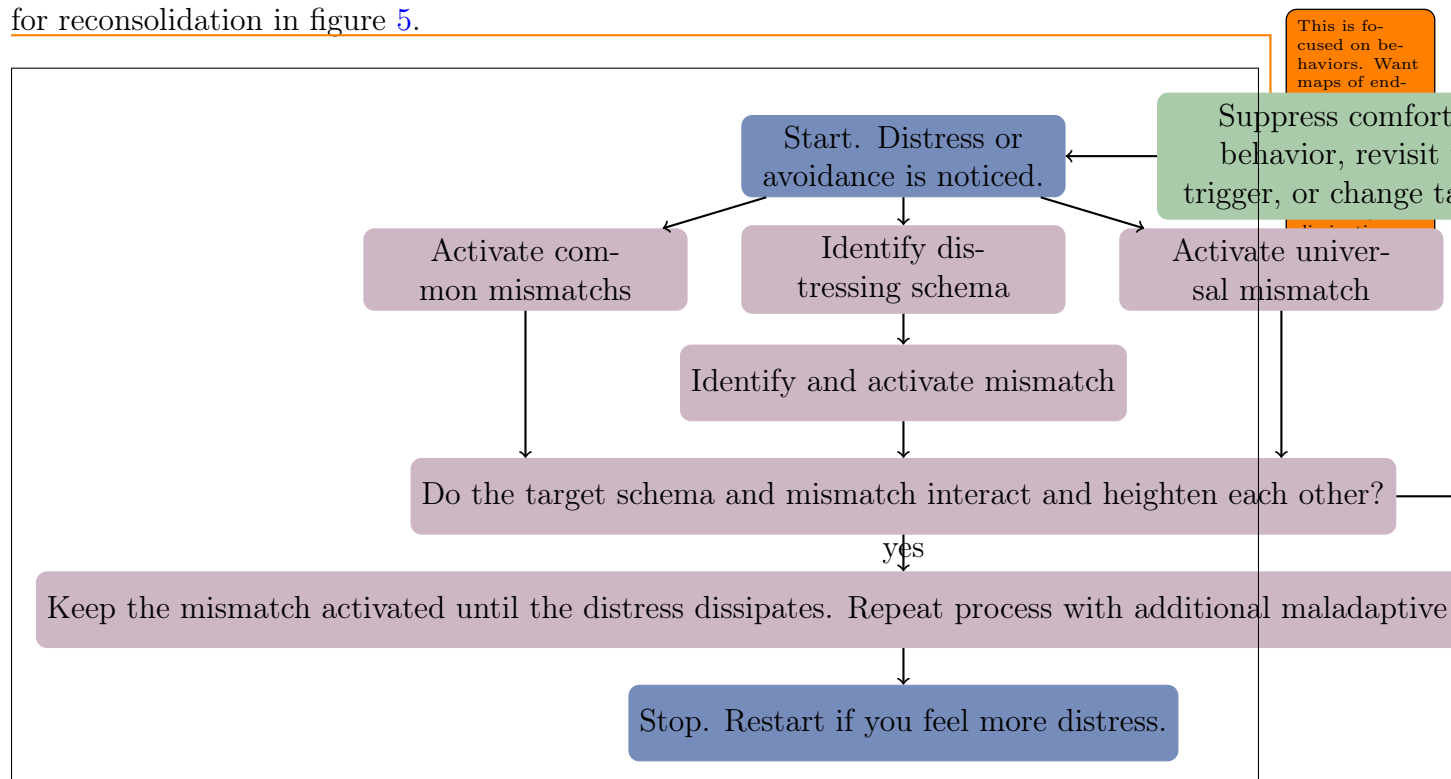 for reconsolidation in figure 5.
This is fo-
cused on be-
haviors. Want
maps of end-
Suppress comfort
behavior, revisit
trigger, or change
Start. Distress or
avoidance is noticed.
Activate com-
mon mismatchs
Identify dis-
tressing schema
Activate univer-
sal mismatch
Identify and activate mismatch
Do the target schema and mismatch interact and heighten each other?
yes
Keep the mismatch activated until the distress dissipates. Repeat process with additional maladaptive
Stop. Restart if you feel more distress.